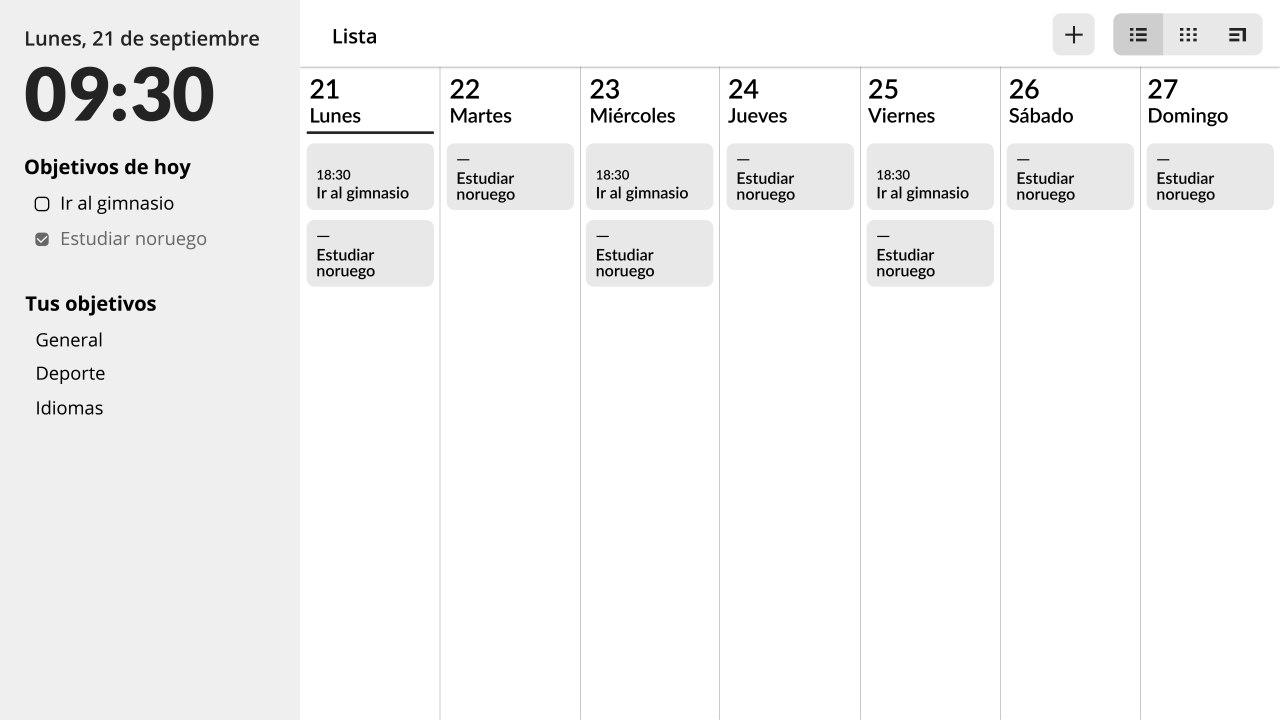 Lunes, 21 de septiembre
09:30
Objetivos de hoy
Ir al gimnasio
Estudiar noruego
Tus objetivos
General
Deporte
Idiomas
Lista
21
Lunes
18:30
Ir al gimnasio
—
Estudiar
noruego
22
Martes
—
Estudiar
noruego
23
Miércoles
18:30
Ir al gimnasio
—
Estudiar
noruego
24
Jueves
—
Estudiar
noruego
25
Viernes
18:30
Ir al gimnasio
—
Estudiar
noruego
26
Sábado
—
Estudiar
noruego
27
Domingo
—
Estudiar
noruego